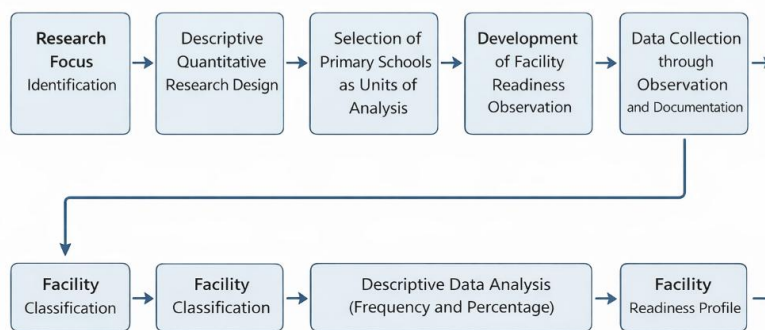 Research
Focus
Identification
Descriptive
Quantitative
Research Design
Selection of
Primary Schools
as Units of
Analysis
Development
of Facility
Readiness
Observation
Data Collection
through
Observation
and Documentation
Facility
Classification
Facility
Classification
Descriptive Data Analysis
(Frequency and Percentage)
Facility
Readiness Profile